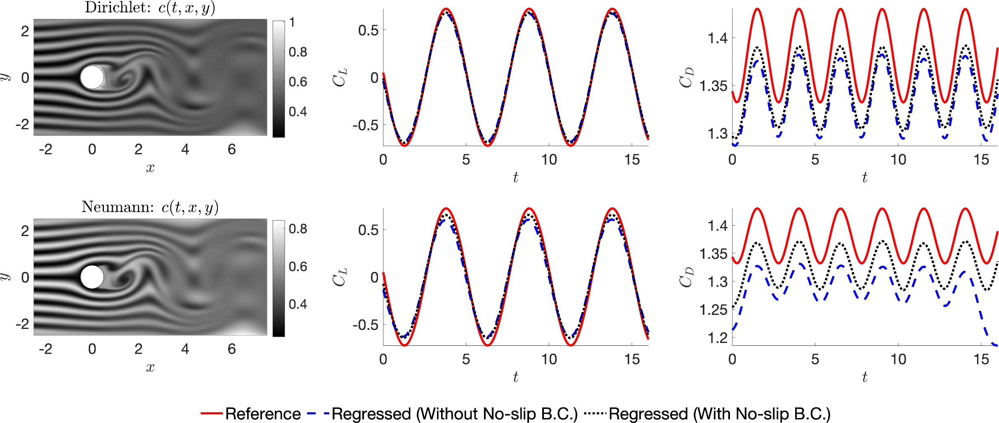 Dirichlet: c(t, x, y)
1
0.8
0.6
0.4
2
0
-2
y
-2 0 2 4 6
x
0.5
0
-0.5
C_L
0 5 10 15
t
1.4
1.35
1.3
C_D
0 5 10 15
t
Neumann: c(t, x, y)
0.8
0.6
0.4
2
0
-2
y
-2 0 2 4 6
x
0.5
0
-0.5
C_L
0 5 10 15
t
1.4
1.35
1.3
1.25
1.2
C_D
0 5 10 15
t
Reference Regressed (Without No-slip B.C.) Regressed (With No-slip B.C.)